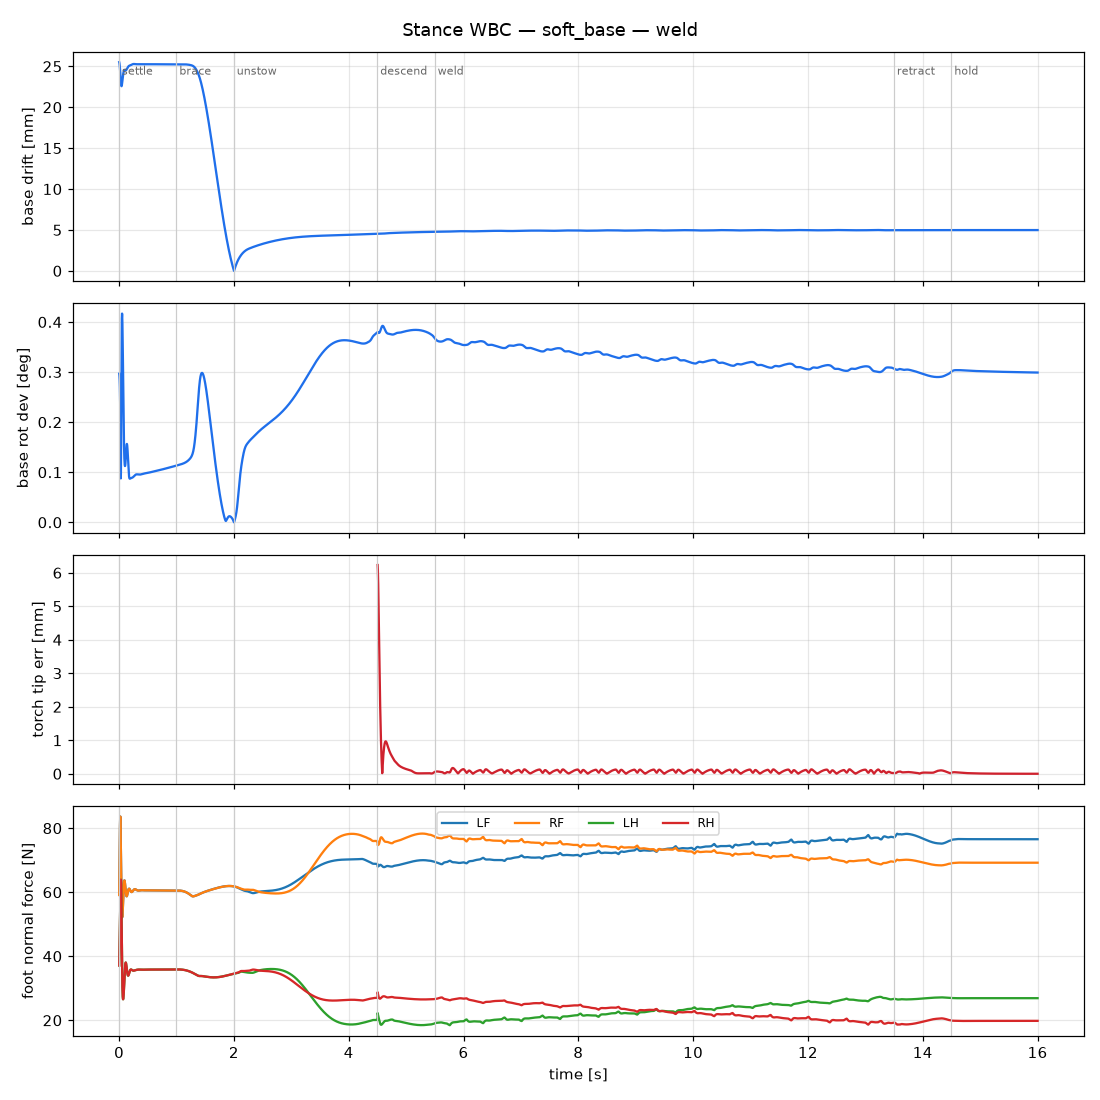 Stance WBC — soft_base — weld
base drift [mm]
25
20
15
10
5
0
settle brace unstow descend weld retract hold
base rot dev [deg]
0.4
0.3
0.2
0.1
0.0
torch tip err [mm]
6
5
4
3
2
1
0
foot normal force [N]
80
60
40
20
LF RF LH RH
0 2 4 6 8 10 12 14 16
time [s]